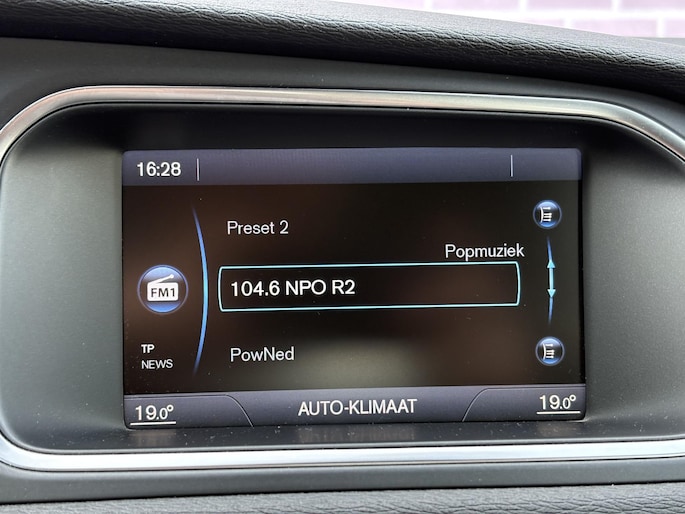 16:28
Preset 2
Popmuziek
FM1
104.6 NPO R2
TP
NEWS
PowNed
19.0°
AUTO-KLIMAAT
19.0°